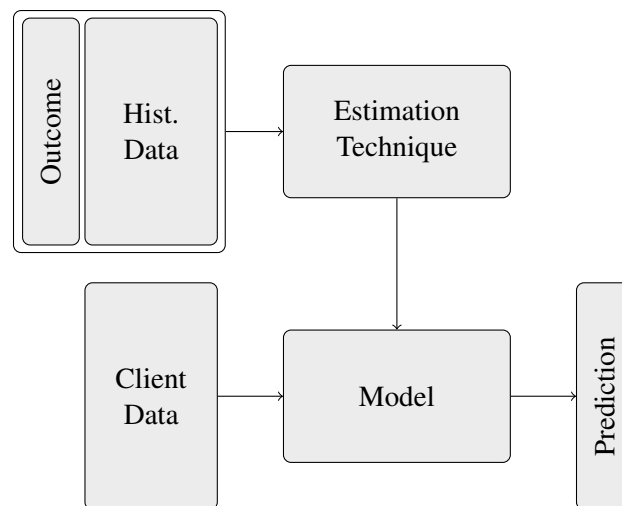 Outcome
Hist.
Data
Estimation
Technique
Client
Data
Model
Prediction